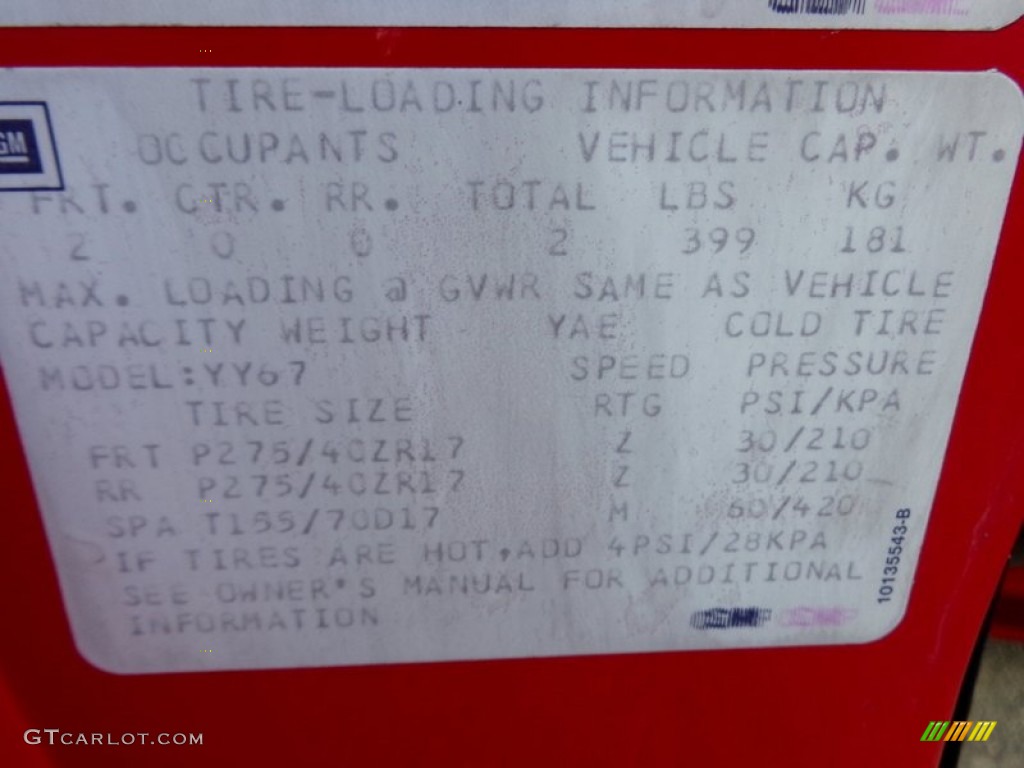 TIRE-LOADING INFORMATION
GM
OCCUPANTS VEHICLE CAP. WT.
FRT. CTR. RR. TOTAL LBS KG
2 0 0 2 399 181
MAX. LOADING @ GVWR SAME AS VEHICLE
CAPACITY WEIGHT YAE COLD TIRE
MODEL:YY67 SPEED PRESSURE
TIRE SIZE RTG PSI/KPA
FRT P275/40ZR17 Z 30/210
RR P275/40ZR17 Z 30/210
SPA T155/70D17 M 60/420
IF TIRES ARE HOT,ADD 4PSI/28KPA
SEE OWNER'S MANUAL FOR ADDITIONAL
INFORMATION
10135543-B
GTCARLOT.COM